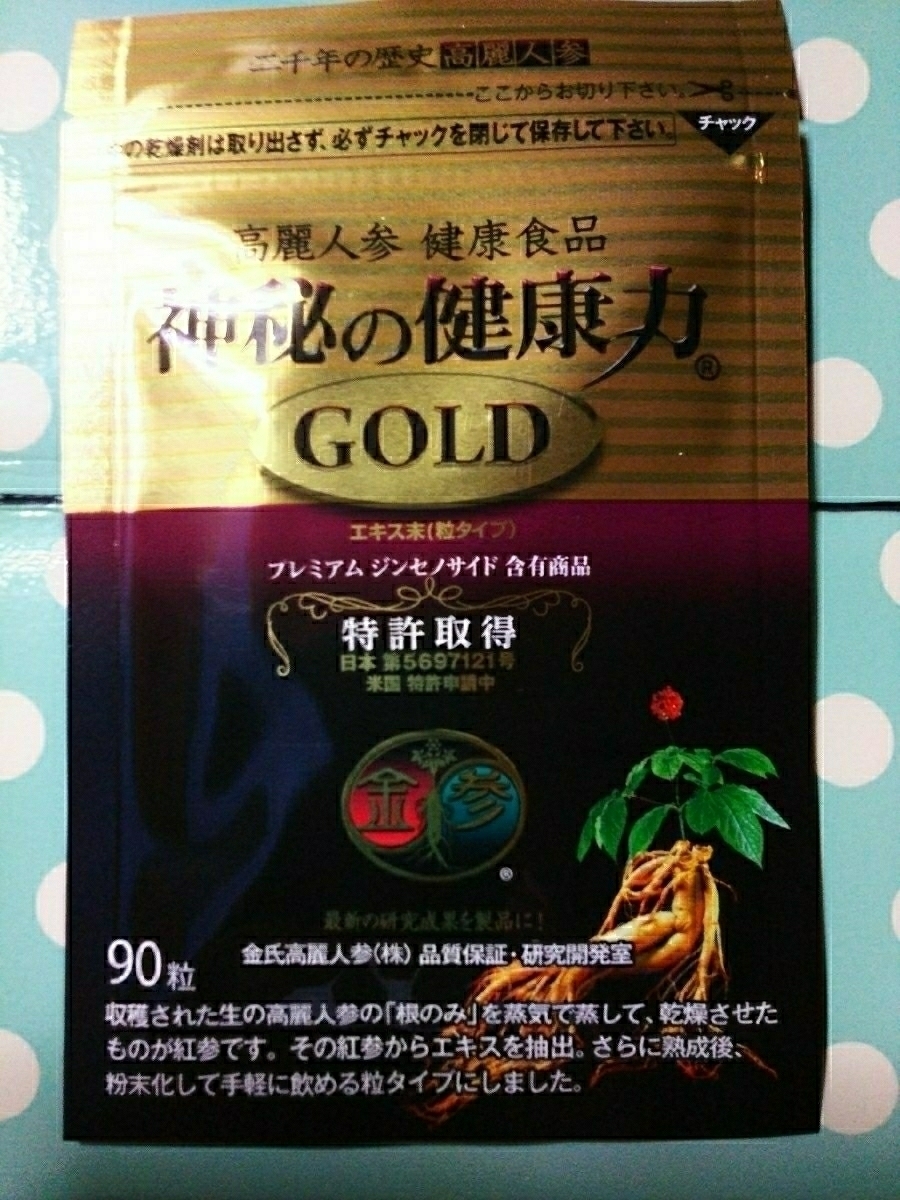 二千年の歴史 高麗人参
ここからお切り下さい。
の乾燥剤は取り出さず、必ずチャックを閉じて保存して下さい。
チャック
高麗人参 健康食品
神秘の健康力®
GOLD
エキス末(粒タイプ)
プレミアム ジンセノサイド 含有商品
特許取得
日本 第5697121号
米国 特許申請中
金参
®
最新の研究成果を製品に!
90粒
金氏高麗人参(株) 品質保証・研究開発室
収穫された生の高麗人参の「根のみ」を蒸気で蒸して、乾燥させた
ものが紅参です。その紅参からエキスを抽出。さらに熟成後、
粉末化して手軽に飲める粒タイプにしました。